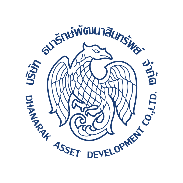 บริษัท ธนารักษ์พัฒนาสินทรัพย์ จำกัด
DHANARAK ASSET DEVELOPMENT CO.,LTD.